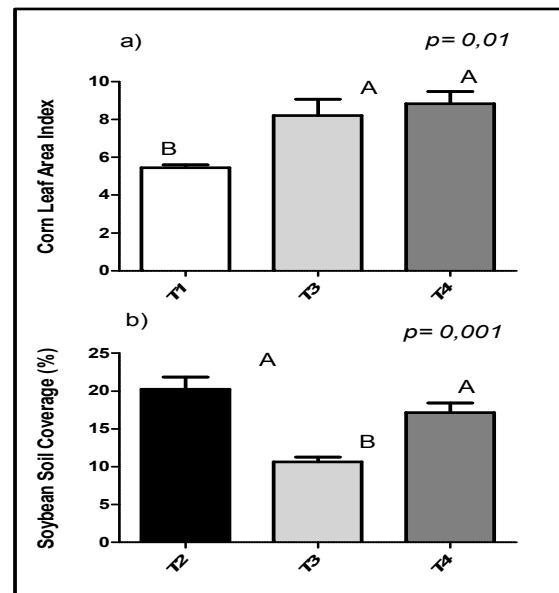 a)
p= 0,01
Corn Leaf Area Index
10
8
6
4
2
0
B
A
A
T1
T3
T4
b)
p= 0,001
Soybean Soil Coverage (%)
25
20
15
10
5
0
A
B
A
T2
T3
T4